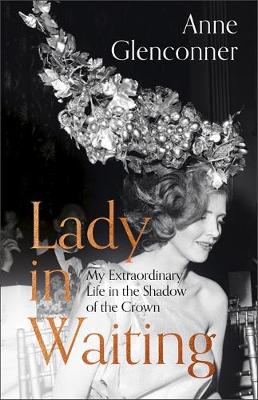 Anne
Glenconner
Lady
in
Waiting
My Extraordinary
Life in the Shadow
of the Crown